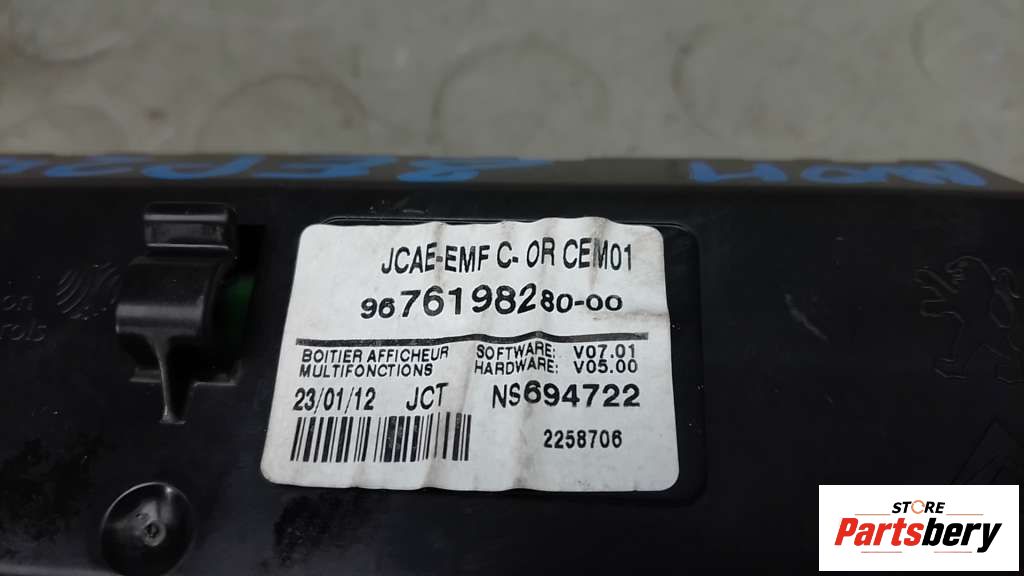 JCAE-EMF C- OR CEM01
9676198280-00
BOITIER AFFICHEUR
MULTIFONCTIONS
SOFTWARE: V07.01
HARDWARE: V05.00
23/01/12 JCT NS694722
2258706
STORE
Partsbery